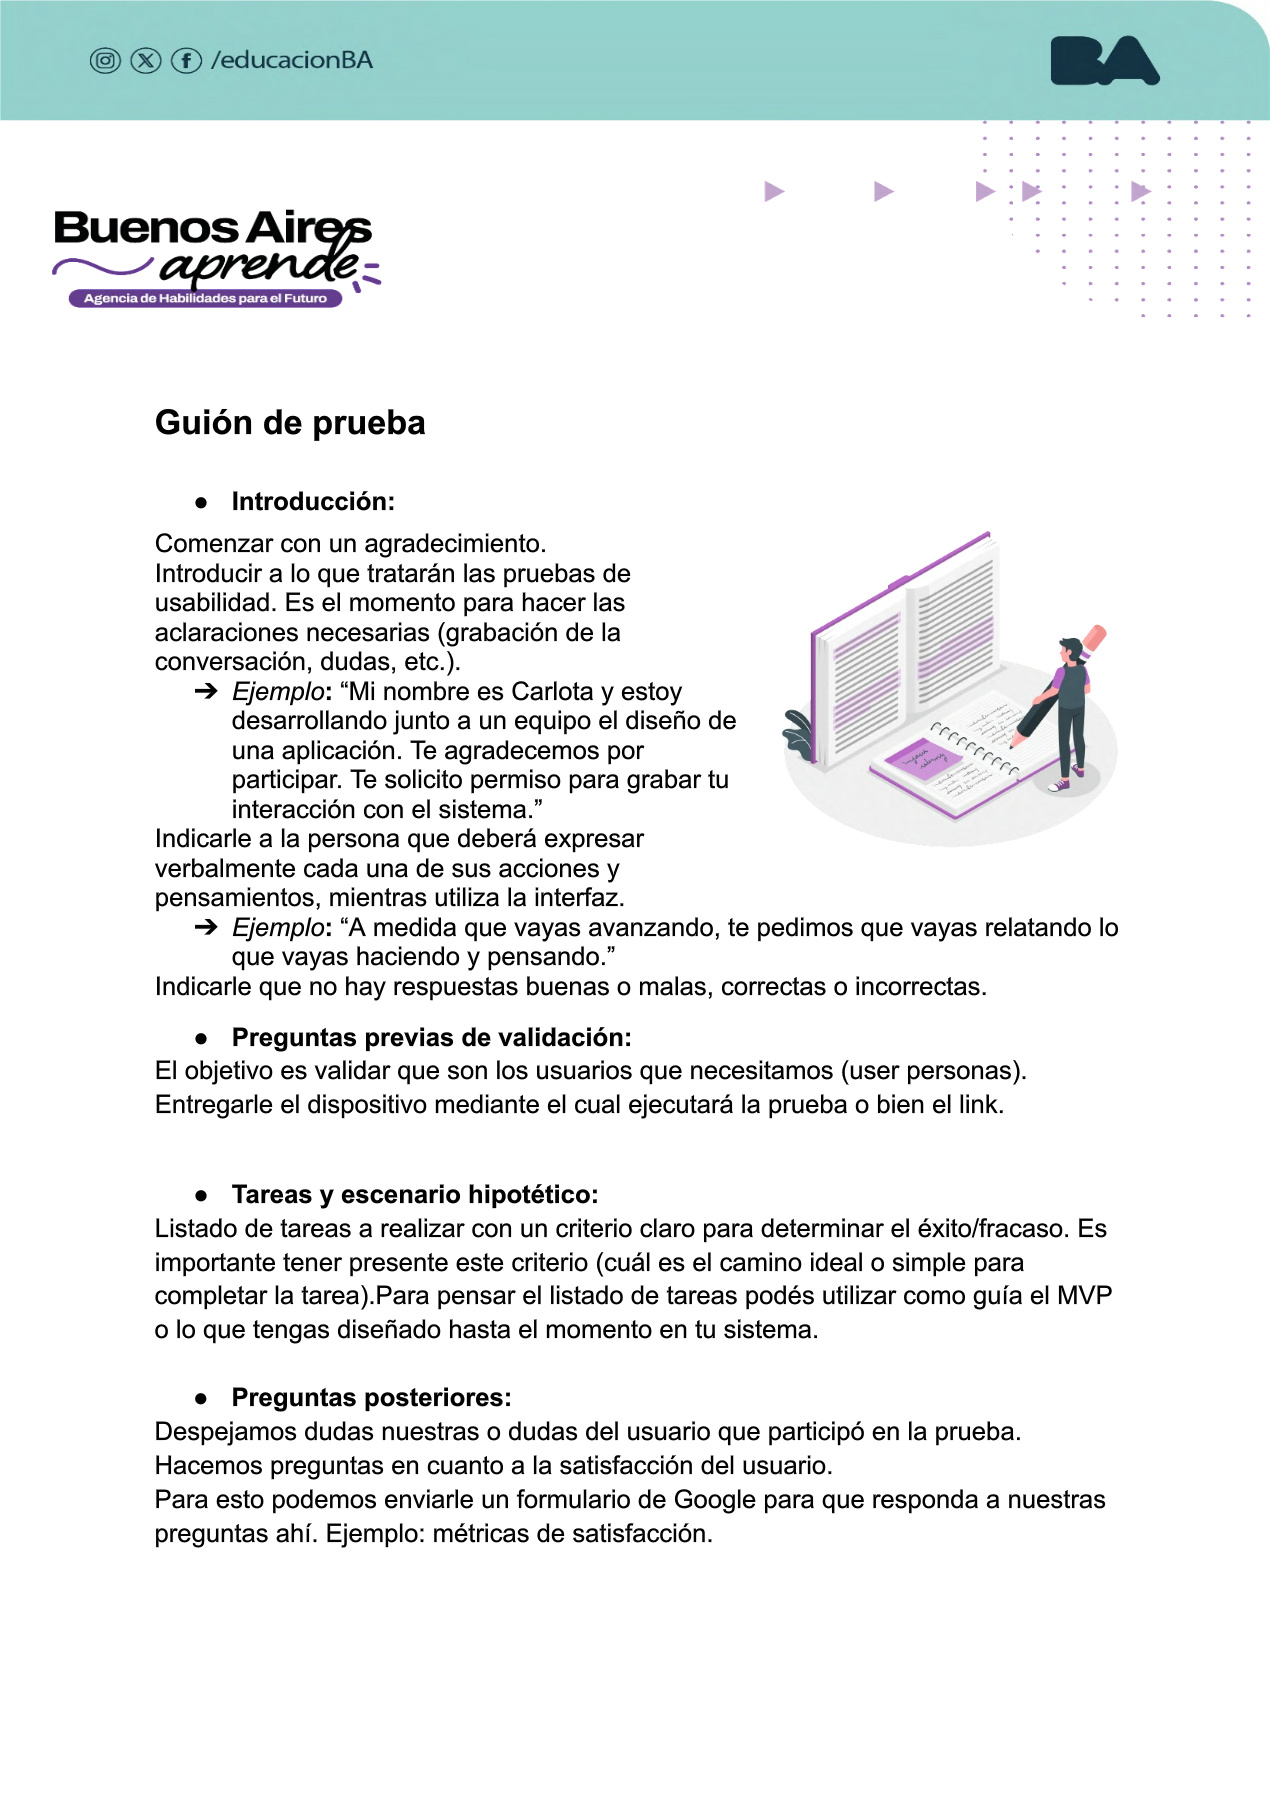 /educacionBA
BA
Buenos Aires
aprende
Agencia de Habilidades para el Futuro
Guión de prueba
● Introducción:
Comenzar con un agradecimiento.
Introducir a lo que tratarán las pruebas de
usabilidad. Es el momento para hacer las
aclaraciones necesarias (grabación de la
conversación, dudas, etc.).
➔ Ejemplo: “Mi nombre es Carlota y estoy
desarrollando junto a un equipo el diseño de
una aplicación. Te agradecemos por
participar. Te solicito permiso para grabar tu
interacción con el sistema.”
Indicarle a la persona que deberá expresar
verbalmente cada una de sus acciones y
pensamientos, mientras utiliza la interfaz.
➔ Ejemplo: “A medida que vayas avanzando, te pedimos que vayas relatando lo
que vayas haciendo y pensando.”
Indicarle que no hay respuestas buenas o malas, correctas o incorrectas.
● Preguntas previas de validación:
El objetivo es validar que son los usuarios que necesitamos (user personas).
Entregarle el dispositivo mediante el cual ejecutará la prueba o bien el link.
● Tareas y escenario hipotético:
Listado de tareas a realizar con un criterio claro para determinar el éxito/fracaso. Es
importante tener presente este criterio (cuál es el camino ideal o simple para
completar la tarea).Para pensar el listado de tareas podés utilizar como guía el MVP
o lo que tengas diseñado hasta el momento en tu sistema.
● Preguntas posteriores:
Despejamos dudas nuestras o dudas del usuario que participó en la prueba.
Hacemos preguntas en cuanto a la satisfacción del usuario.
Para esto podemos enviarle un formulario de Google para que responda a nuestras
preguntas ahí. Ejemplo: métricas de satisfacción.